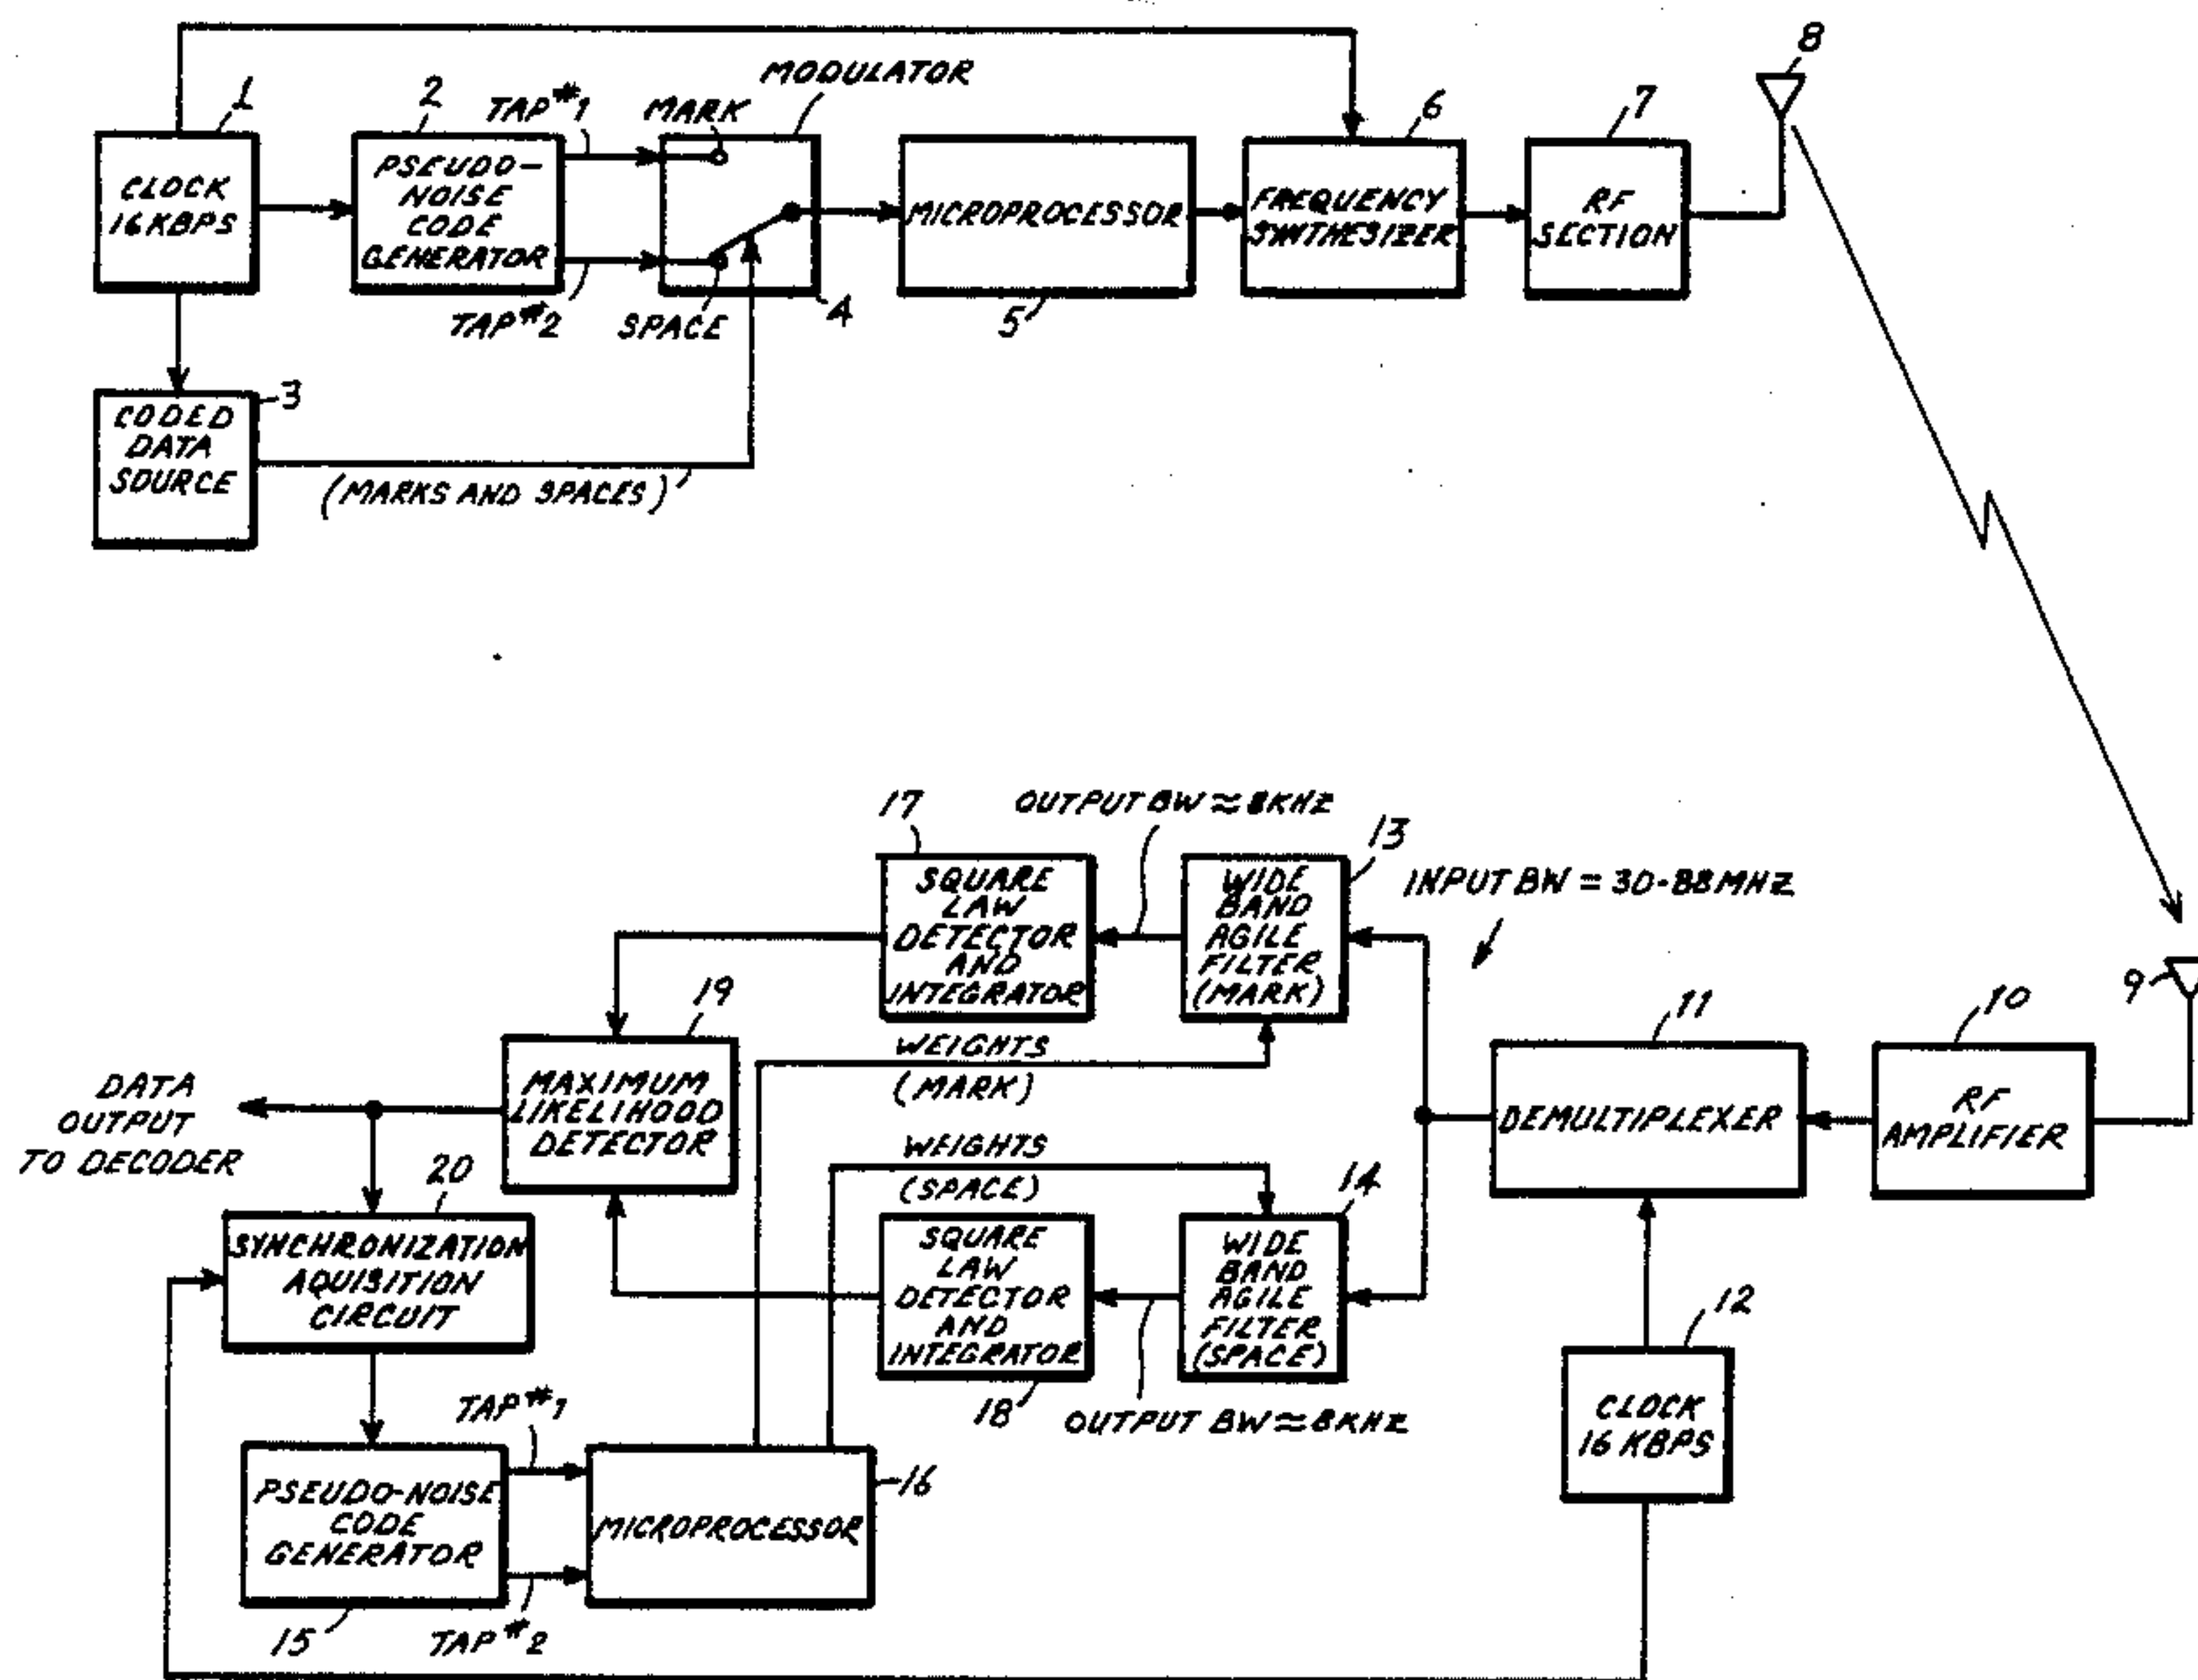 8
MODULATOR
1
2
TAP #1
MARK
6
7
CLOCK
16 KBPS
PSEUDO-
NOISE
CODE
GENERATOR
MICROPROCESSOR
FREQUENCY
SYNTHESIZER
RF
SECTION
TAP #2
SPACE
4
5
3
CODED
DATA
SOURCE
(MARKS AND SPACES)
17
OUTPUT BW ≈ 8KHZ
13
SQUARE
LAW
DETECTOR
AND
INTEGRATOR
WIDE
BAND
AGILE
FILTER
(MARK)
INPUT BW = 30-88 MHZ
9
19
WEIGHTS
(MARK)
11
10
DATA
OUTPUT
TO DECODER
MAXIMUM
LIKELIHOOD
DETECTOR
DEMULTIPLEXER
RF
AMPLIFIER
20
WEIGHTS
(SPACE)
14
SYNCHRONIZATION
AQUISITION
CIRCUIT
SQUARE
LAW
DETECTOR
AND
INTEGRATOR
WIDE
BAND
AGILE
FILTER
(SPACE)
12
TAP #1
18
OUTPUT BW ≈ 8KHZ
CLOCK
16 KBPS
PSEUDO-NOISE
CODE
GENERATOR
MICROPROCESSOR
16
15
TAP #2